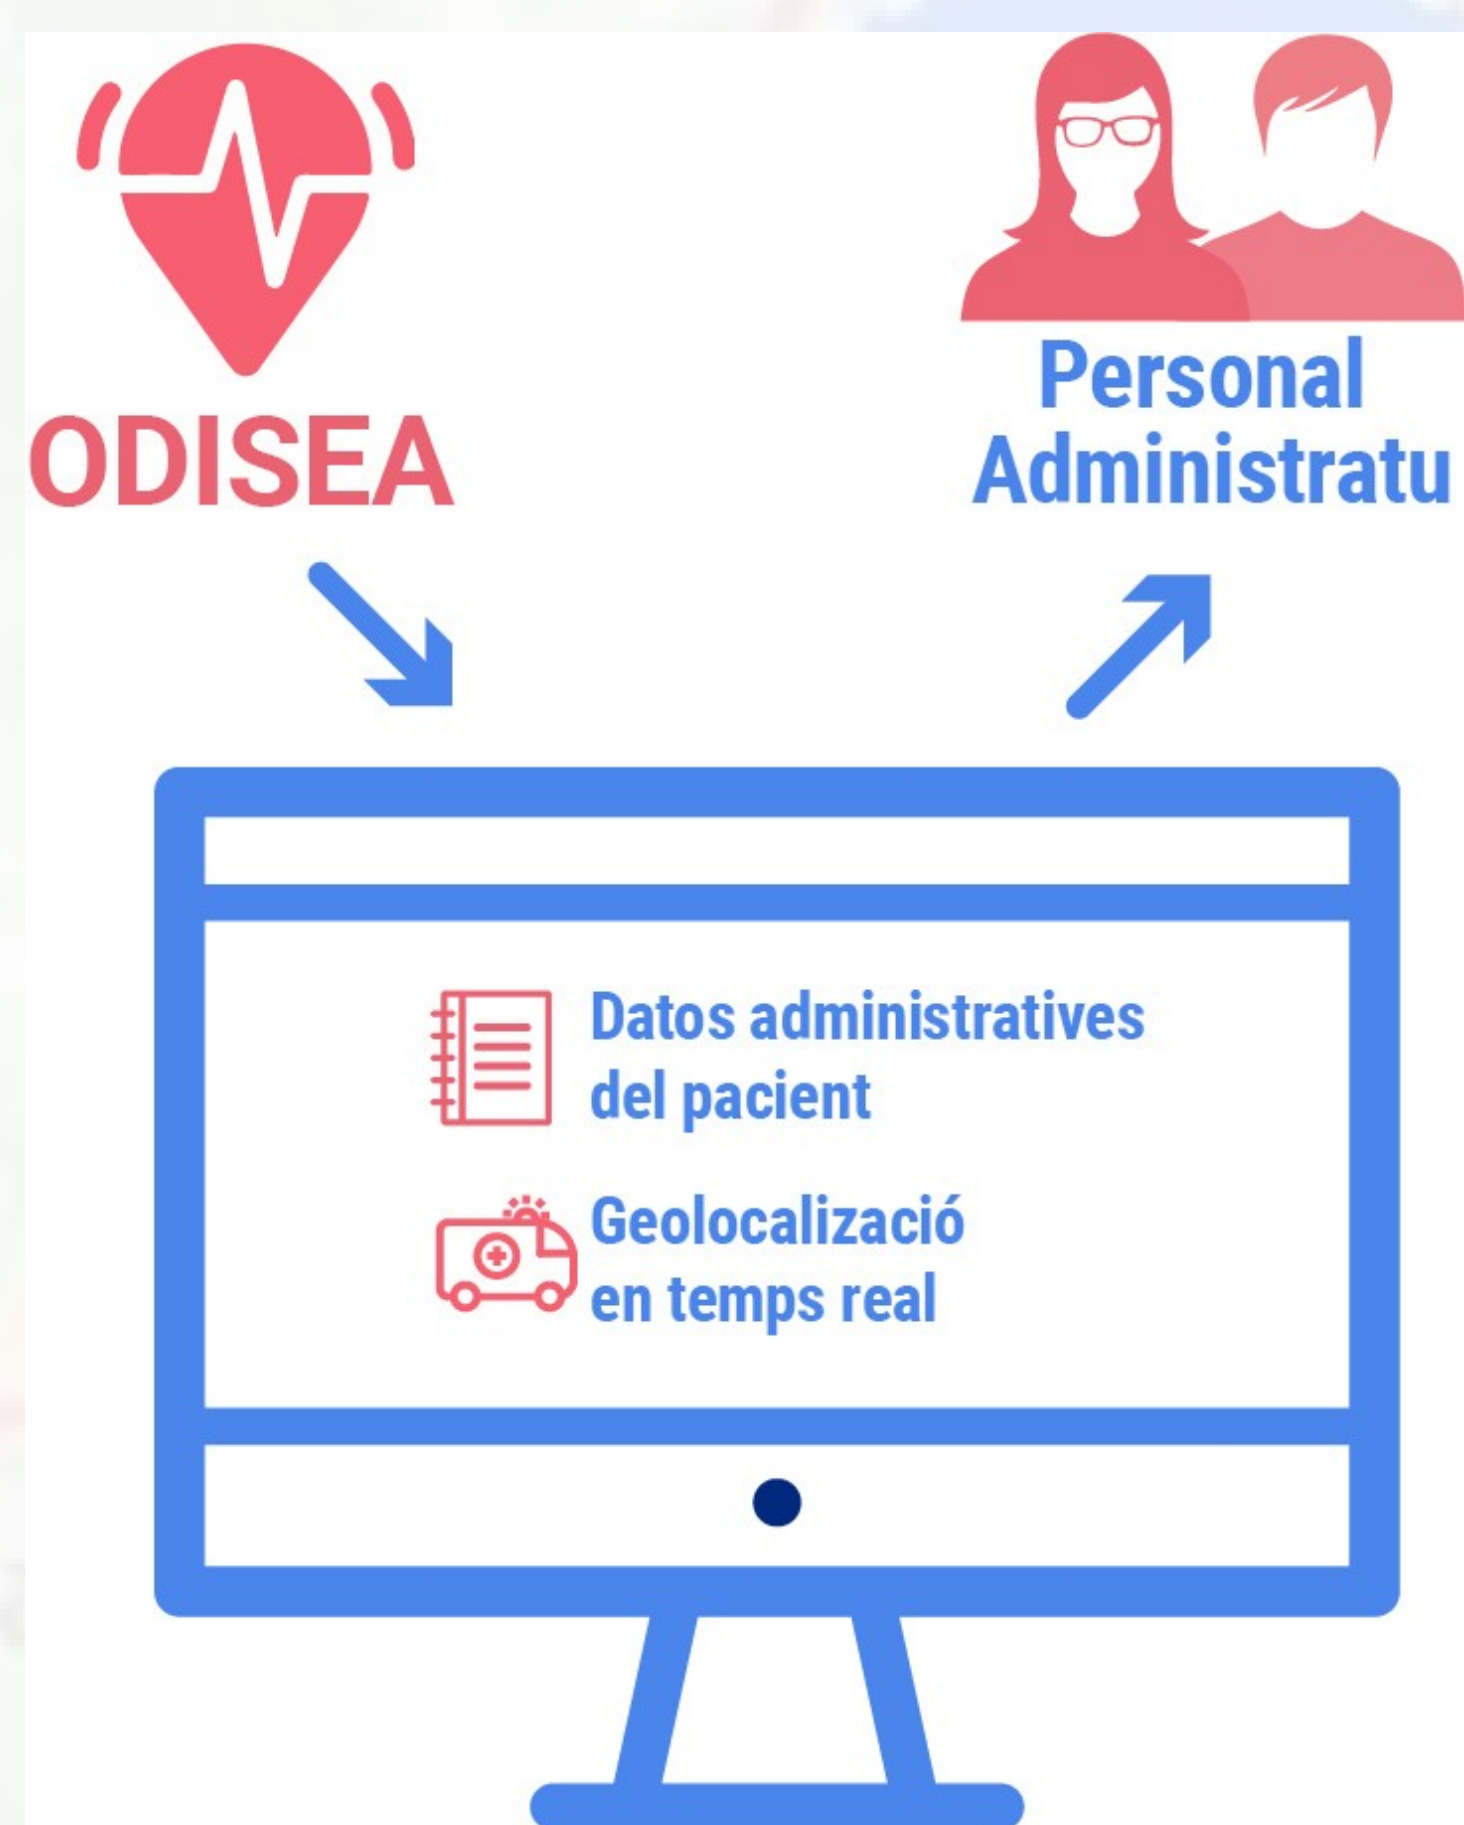 ODISEA
Personal
Administratu
Datos administratives
del pacient
Geolocalizació
en temps real